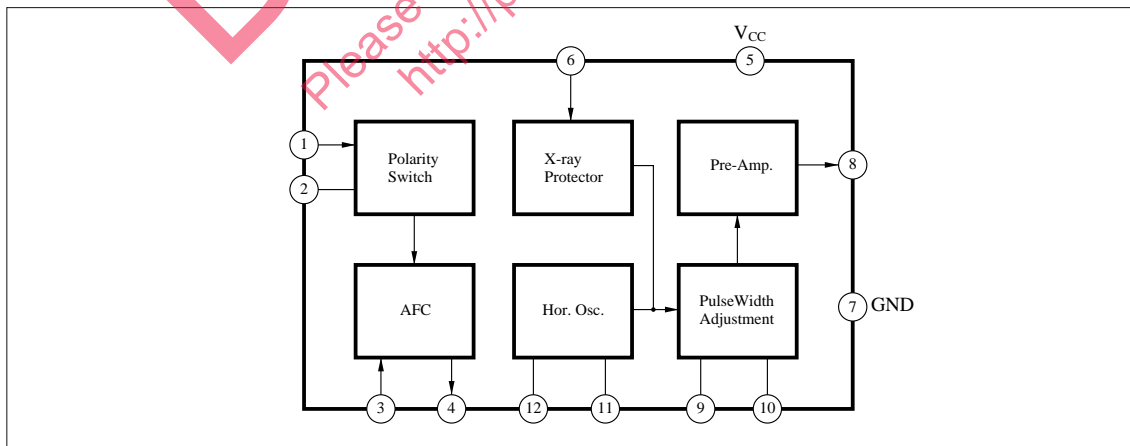 Please
http://p
V_CC
6
5
1
Polarity
Switch
X-ray
Protector
Pre-Amp.
8
2
AFC
Hor. Osc.
PulseWidth
Adjustment
7 GND
3
4
12
11
9
10